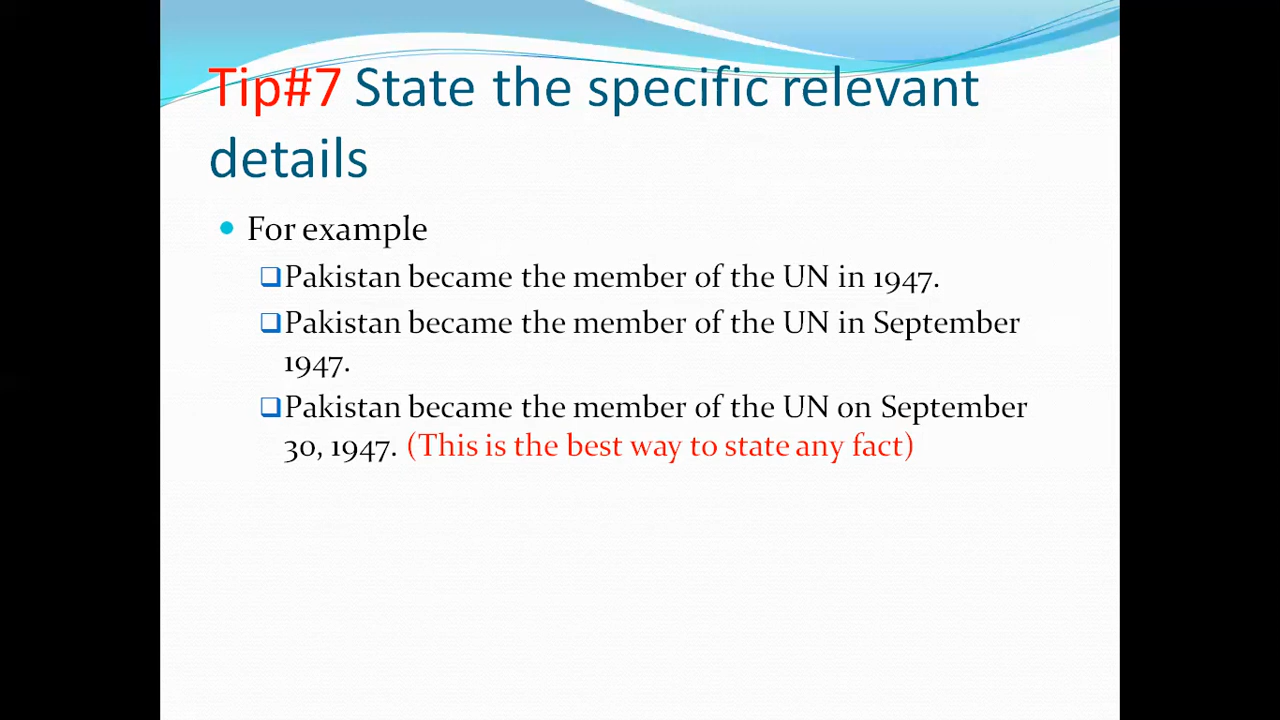 Tip#7 State the specific relevant
details
For example
Pakistan became the member of the UN in 1947.
Pakistan became the member of the UN in September
1947.
Pakistan became the member of the UN on September
30, 1947. (This is the best way to state any fact)